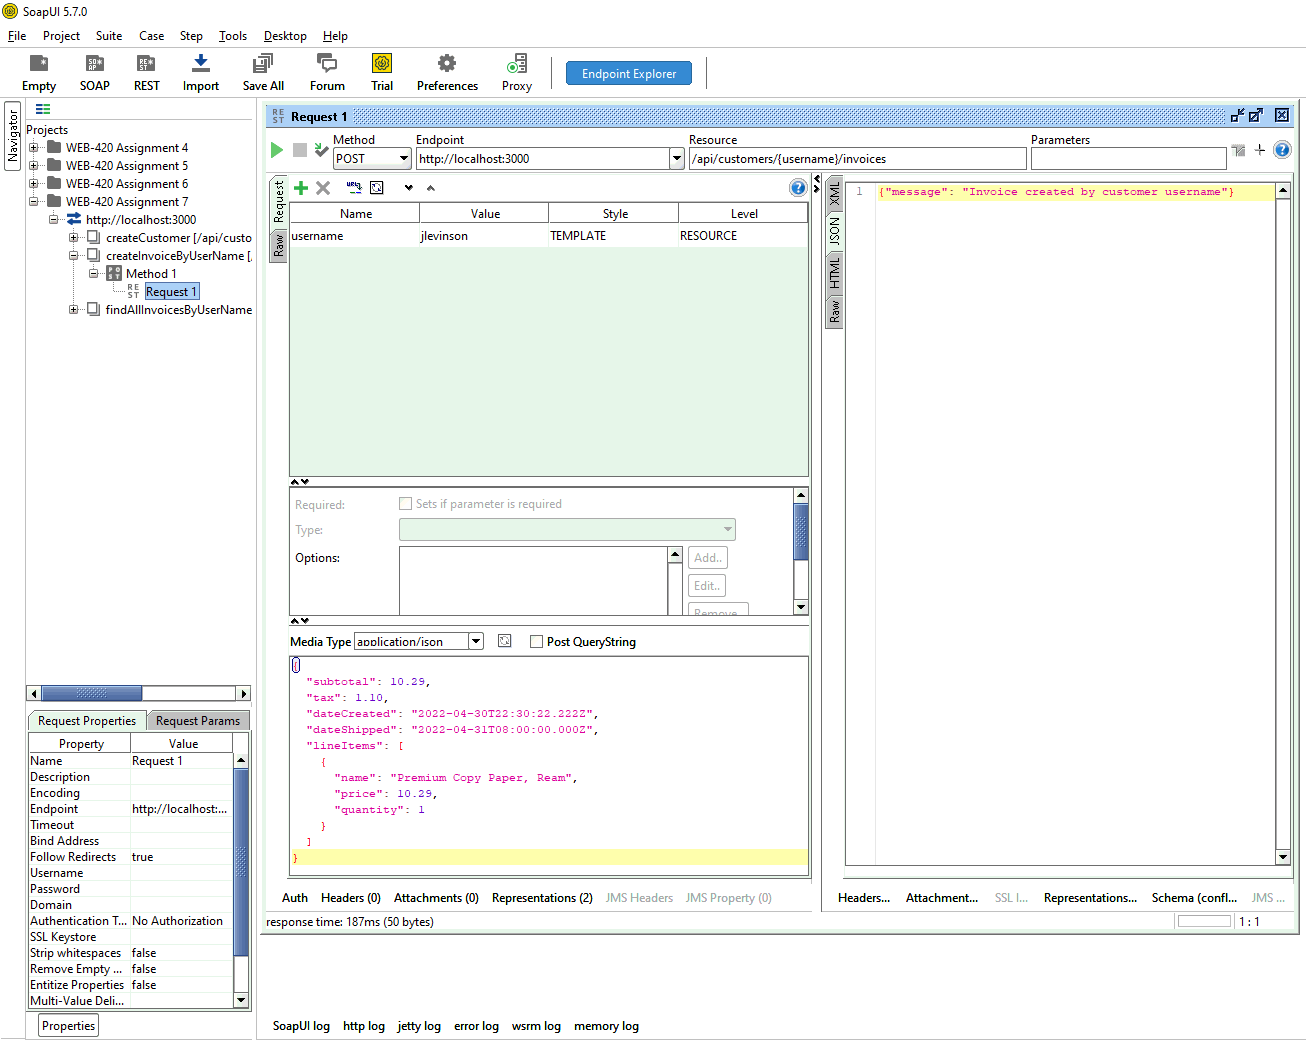 SoapUI 5.7.0
File Project Suite Case Step Tools Desktop Help
Empty SOAP REST Import Save All Forum Trial Preferences Proxy Endpoint Explorer
Navigator
Projects
WEB-420 Assignment 4
WEB-420 Assignment 5
WEB-420 Assignment 6
WEB-420 Assignment 7
http://localhost:3000
createCustomer [/api/custo
createInvoiceByUserName [
Method 1
Request 1
findAllInvoicesByUserName
Request Properties Request Params
Property Value
Name Request 1
Description
Encoding
Endpoint http://localhost:...
Timeout
Bind Address
Follow Redirects true
Username
Password
Domain
Authentication T... No Authorization
SSL Keystore
Strip whitespaces false
Remove Empty ... false
Entitize Properties false
Multi-Value Deli...
Properties
REST Request 1
Method Endpoint Resource Parameters
POST http://localhost:3000 /api/customers/{username}/invoices
Request
Raw
Name Value Style Level
username jlevinson TEMPLATE RESOURCE
Required: Sets if parameter is required
Type:
Options: Add..
Edit..
Remove
Media Type application/json Post QueryString
{
"subtotal": 10.29,
"tax": 1.10,
"dateCreated": "2022-04-30T22:30:22.222Z",
"dateShipped": "2022-04-31T08:00:00.000Z",
"lineItems": [
{
"name": "Premium Copy Paper, Ream",
"price": 10.29,
"quantity": 1
}
]
}
Auth Headers (0) Attachments (0) Representations (2) JMS Headers JMS Property (0)
XML
JSON
HTML
Raw
1 {"message": "Invoice created by customer username"}
Headers... Attachment... SSL I... Representations... Schema (confl... JMS ...
response time: 187ms (50 bytes) 1 : 1
SoapUI log http log jetty log error log wsrm log memory log